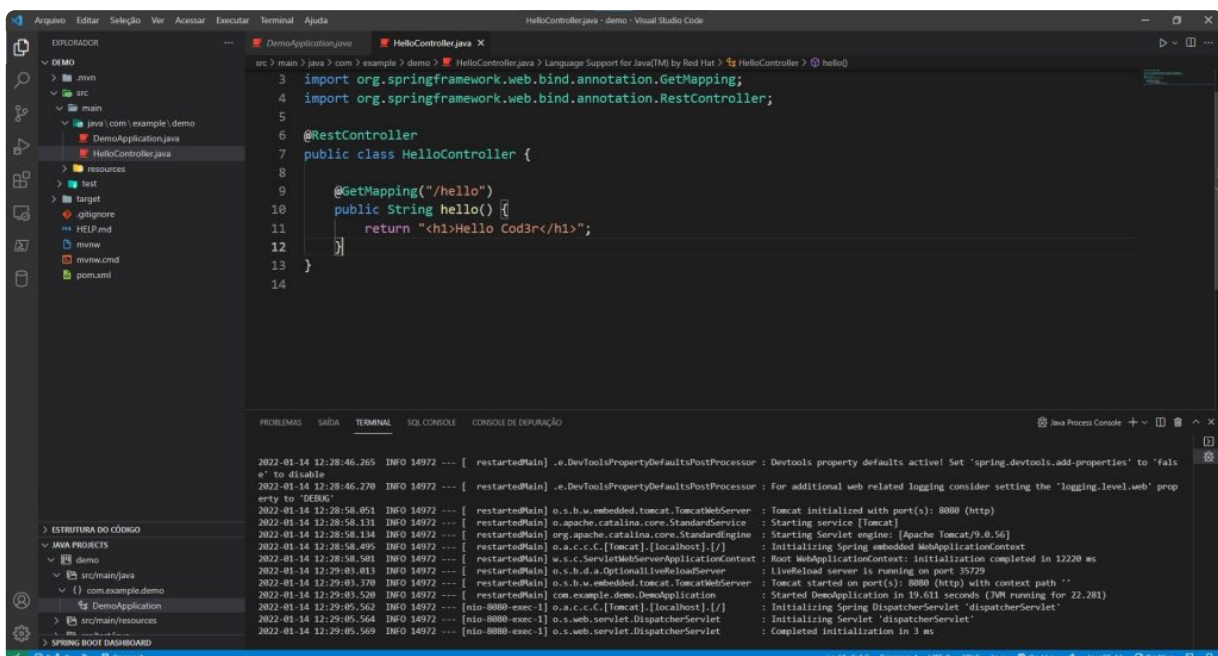 Arquivo Editar Seleção Ver Acessar Executar Terminal Ajuda
HelloController.java - demo - Visual Studio Code
EXPLORADOR
DemoApplication.java
HelloController.java
DEMO
.mvn
src
main
java\com\example\demo
DemoApplication.java
HelloController.java
resources
test
target
.gitignore
HELP.md
mvnw
mvnw.cmd
pom.xml
src > main > java > com > example > demo > HelloController.java > Language Support for Java(TM) by Red Hat > HelloController > hello()
3 import org.springframework.web.bind.annotation.GetMapping;
4 import org.springframework.web.bind.annotation.RestController;
5
6 @RestController
7 public class HelloController {
8
9 @GetMapping("/hello")
10 public String hello() {
11 return "<h1>Hello Cod3r</h1>";
12 }
13 }
14
PROBLEMAS SAÍDA TERMINAL SQL CONSOLE CONSOLE DE DEPURAÇÃO
Java Process Console
2022-01-14 12:28:46.265 INFO 14972 --- [ restartedMain] .e.DevToolsPropertyDefaultsPostProcessor : Devtools property defaults active! Set 'spring.devtools.add-properties' to 'fals
e' to disable
2022-01-14 12:28:46.270 INFO 14972 --- [ restartedMain] .e.DevToolsPropertyDefaultsPostProcessor : For additional web related logging consider setting the 'logging.level.web' prop
erty to 'DEBUG'
2022-01-14 12:28:58.051 INFO 14972 --- [ restartedMain] o.s.b.w.embedded.tomcat.TomcatWebServer : Tomcat initialized with port(s): 8080 (http)
2022-01-14 12:28:58.131 INFO 14972 --- [ restartedMain] o.apache.catalina.core.StandardService : Starting service [Tomcat]
2022-01-14 12:28:58.134 INFO 14972 --- [ restartedMain] org.apache.catalina.core.StandardEngine : Starting Servlet engine: [Apache Tomcat/9.0.56]
2022-01-14 12:28:58.495 INFO 14972 --- [ restartedMain] o.a.c.c.C.[Tomcat].[localhost].[/] : Initializing Spring embedded WebApplicationContext
2022-01-14 12:28:58.501 INFO 14972 --- [ restartedMain] w.s.c.ServletWebServerApplicationContext : Root WebApplicationContext: initialization completed in 12220 ms
2022-01-14 12:29:03.013 INFO 14972 --- [ restartedMain] o.s.b.d.a.OptionalLiveReloadServer : LiveReload server is running on port 35729
2022-01-14 12:29:03.370 INFO 14972 --- [ restartedMain] o.s.b.w.embedded.tomcat.TomcatWebServer : Tomcat started on port(s): 8080 (http) with context path ''
2022-01-14 12:29:03.520 INFO 14972 --- [ restartedMain] com.example.demo.DemoApplication : Started DemoApplication in 19.611 seconds (JVM running for 22.281)
2022-01-14 12:29:05.562 INFO 14972 --- [nio-8080-exec-1] o.a.c.c.C.[Tomcat].[localhost].[/] : Initializing Spring DispatcherServlet 'dispatcherServlet'
2022-01-14 12:29:05.564 INFO 14972 --- [nio-8080-exec-1] o.s.web.servlet.DispatcherServlet : Initializing Servlet 'dispatcherServlet'
2022-01-14 12:29:05.569 INFO 14972 --- [nio-8080-exec-1] o.s.web.servlet.DispatcherServlet : Completed initialization in 3 ms
ESTRUTURA DO CÓDIGO
JAVA PROJECTS
demo
src/main/java
com.example.demo
DemoApplication
src/main/resources
SPRING BOOT DASHBOARD